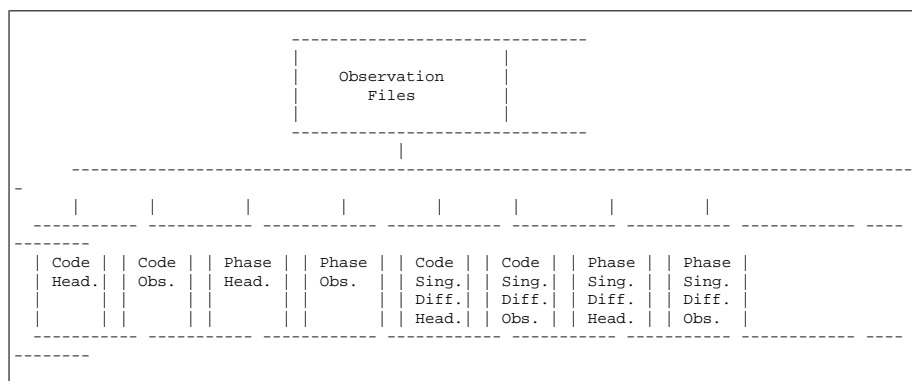 Observation
Files
Code Code Phase Phase Code Code Phase Phase
Head. Obs. Head. Obs. Sing. Sing. Sing. Sing.
Diff. Diff. Diff. Diff.
Head. Obs. Head. Obs.